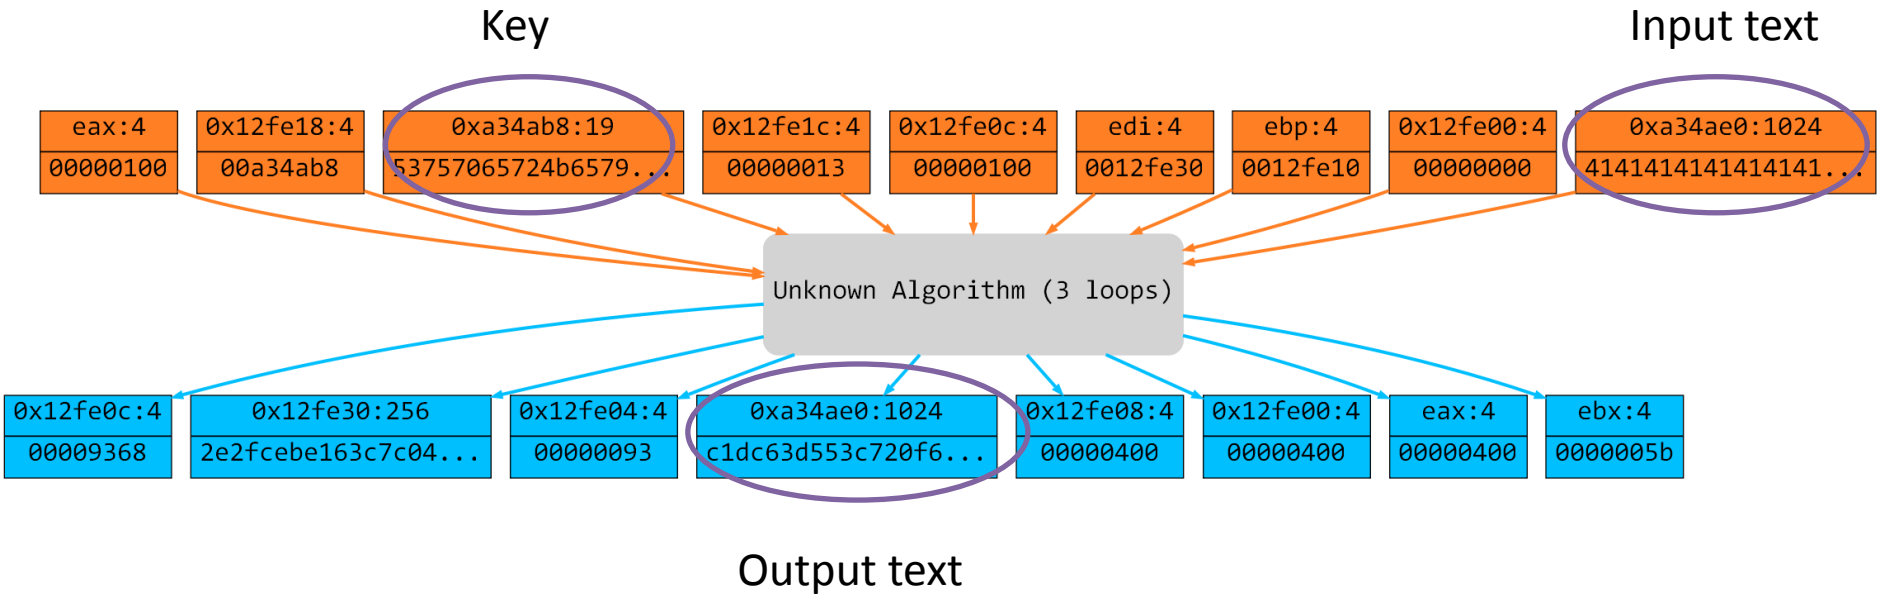 Key
Input text
eax:4
00000100
0x12fe18:4
00a34ab8
0xa34ab8:19
53757065724b6579...
0x12fe1c:4
00000013
0x12fe0c:4
00000100
edi:4
0012fe30
ebp:4
0012fe10
0x12fe00:4
00000000
0xa34ae0:1024
4141414141414141...
Unknown Algorithm (3 loops)
0x12fe0c:4
00009368
0x12fe30:256
2e2fcebe163c7c04...
0x12fe04:4
00000093
0xa34ae0:1024
c1dc63d553c720f6...
0x12fe08:4
00000400
0x12fe00:4
00000400
eax:4
00000400
ebx:4
0000005b
Output text